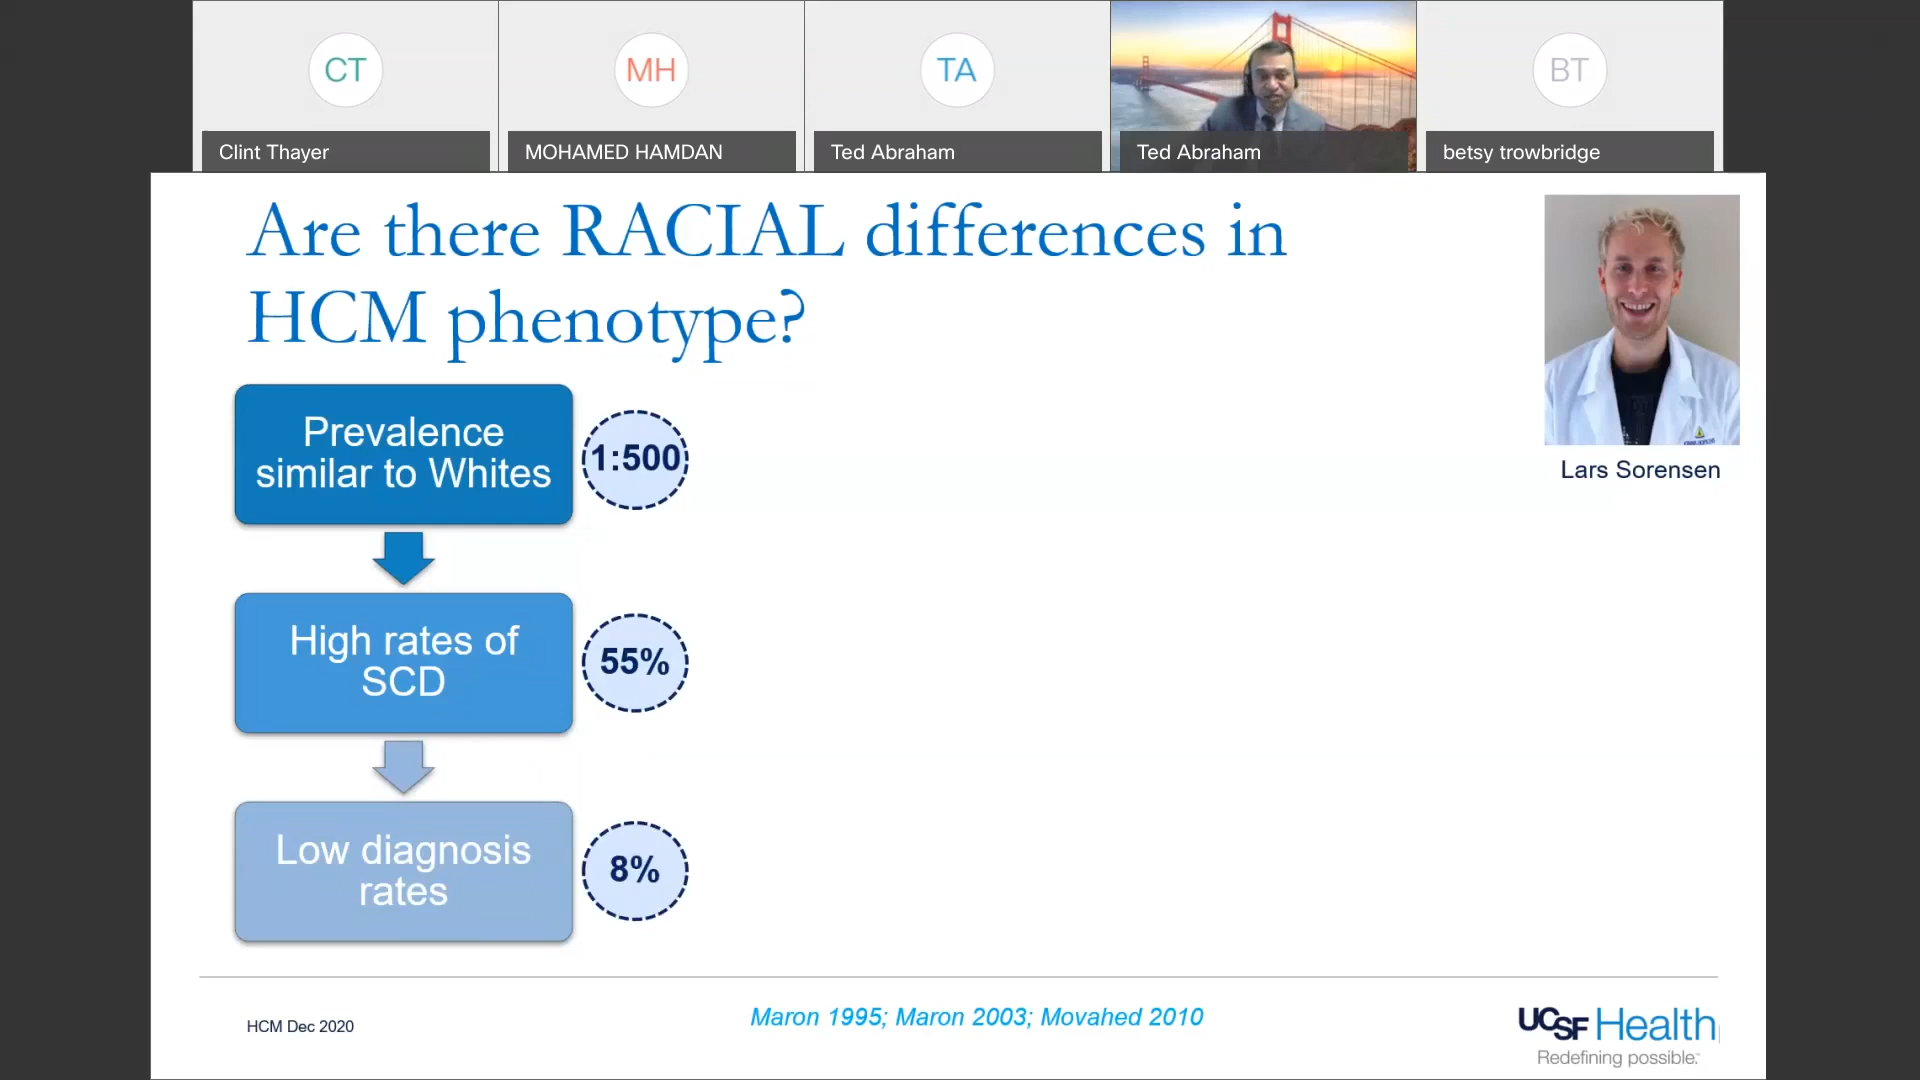 CT
MH
TA
BT
Clint Thayer
MOHAMED HAMDAN
Ted Abraham
Ted Abraham
betsy trowbridge
Are there RACIAL differences in
HCM phenotype?
Lars Sorensen
Prevalence
similar to Whites
1:500
High rates of
SCD
55%
Low diagnosis
rates
8%
HCM Dec 2020
Maron 1995; Maron 2003; Movahed 2010
UCSF Health
Redefining possible.